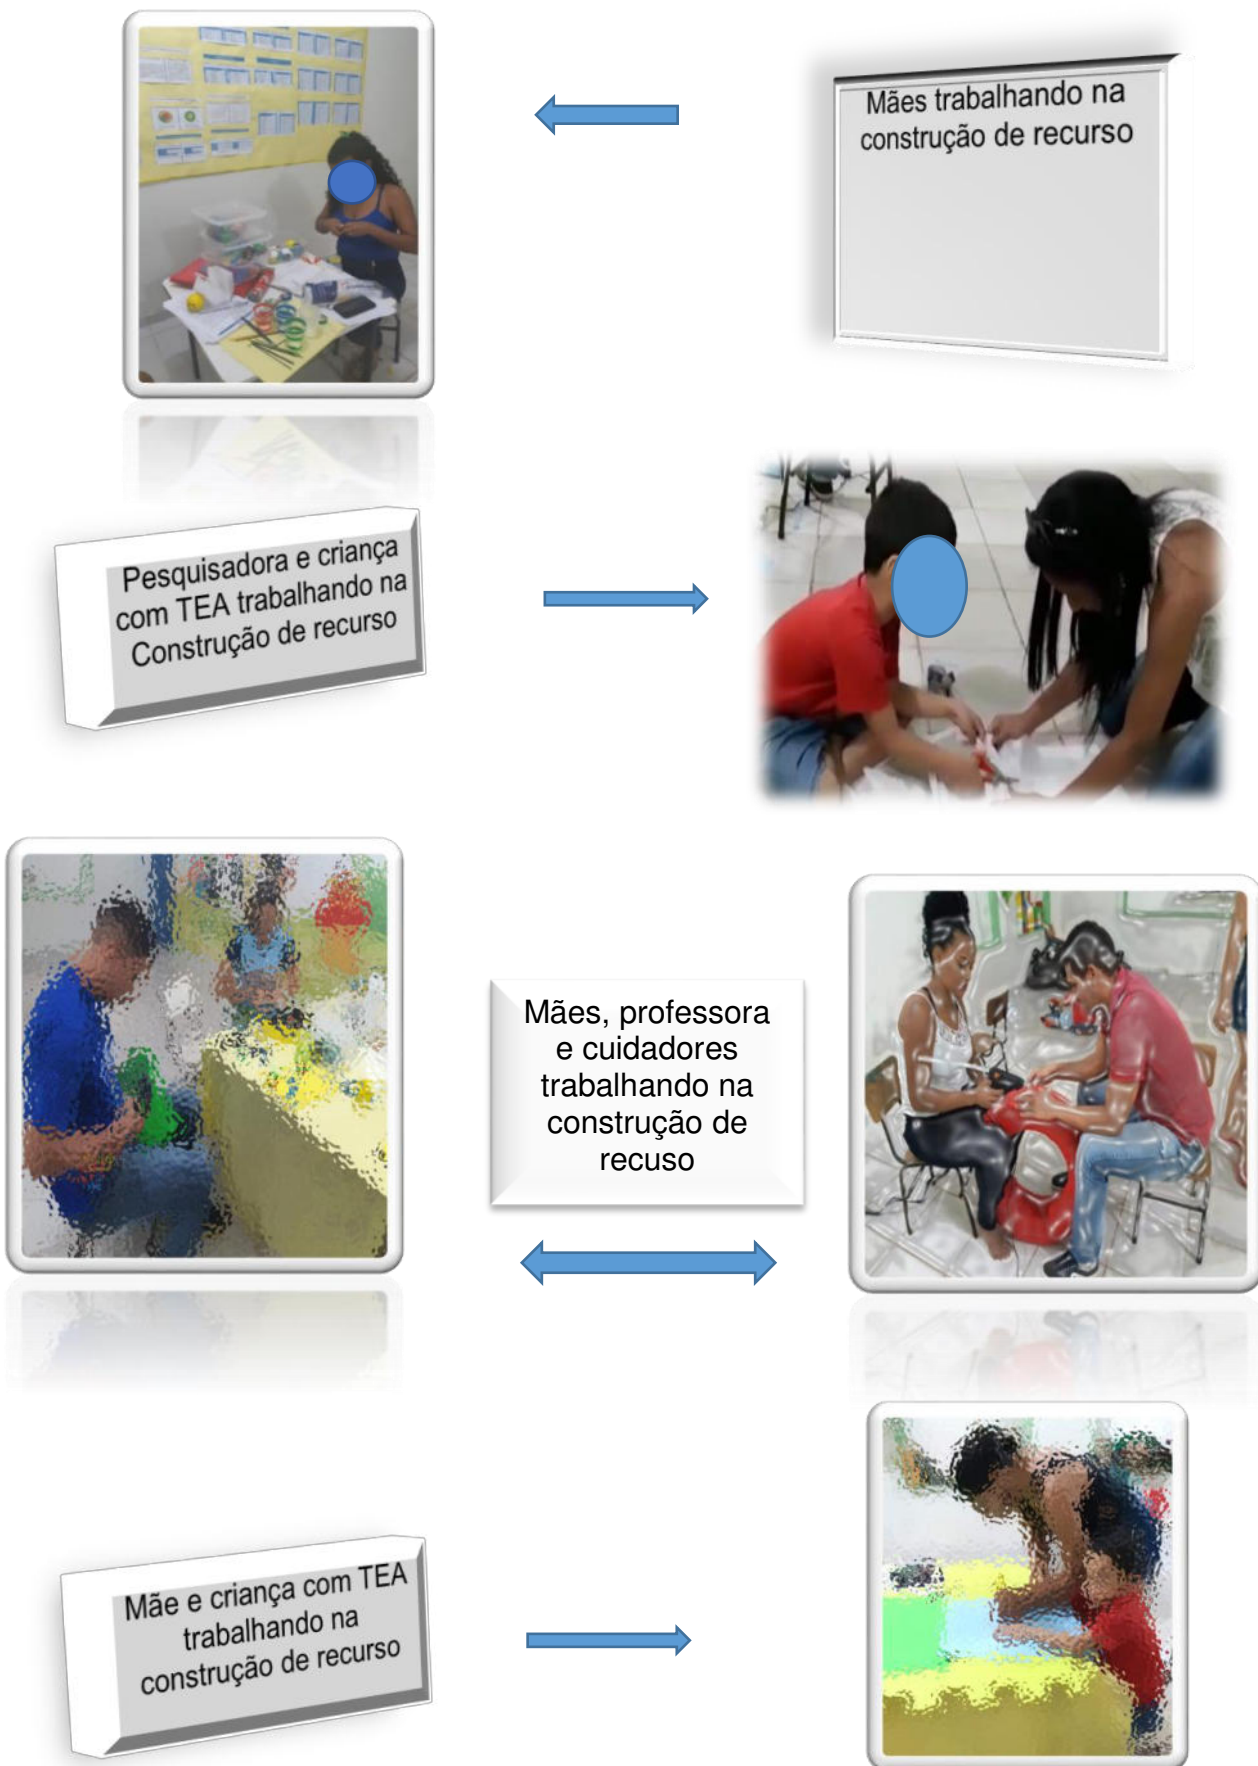 Mães trabalhando na
construção de recurso
Pesquisadora e criança
com TEA trabalhando na
Construção de recurso
Mães, professora
e cuidadores
trabalhando na
construção de
recuso
Mãe e criança com TEA
trabalhando na
construção de recurso